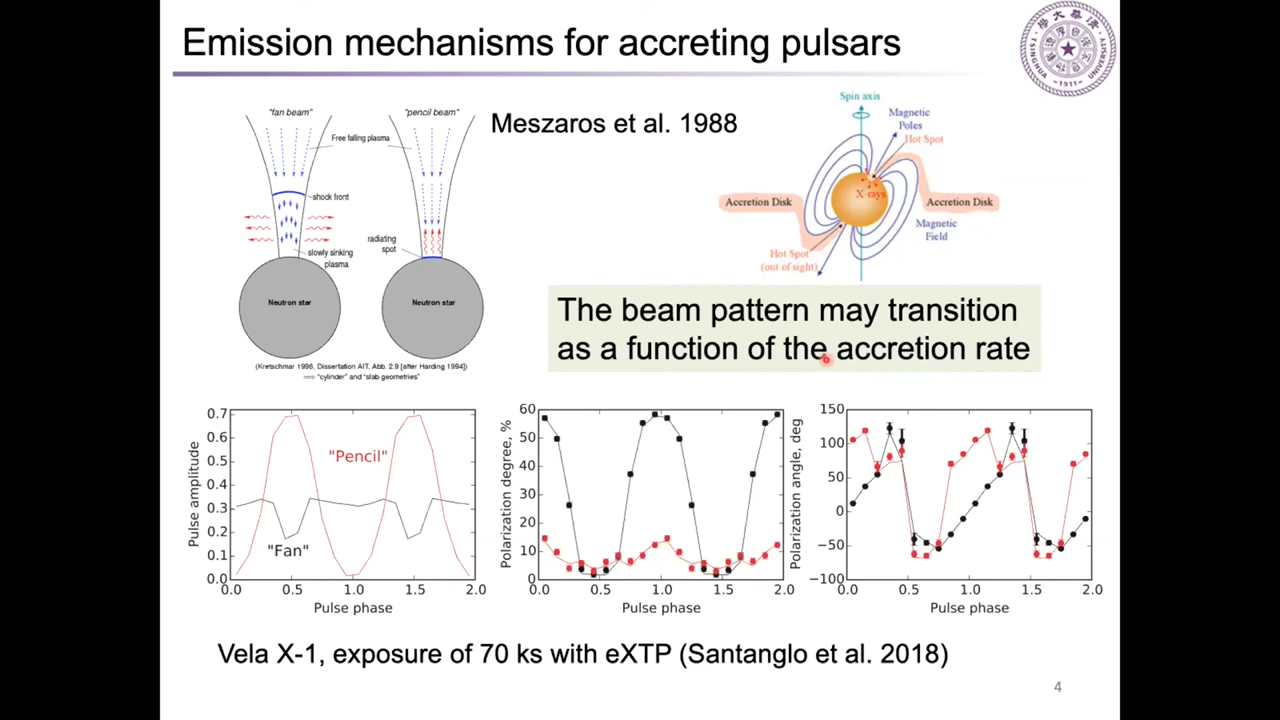 Emission mechanisms for accreting pulsars
"fan beam"
"pencil beam"
Free falling plasma
shock front
slowly sinking
plasma
radiating
spot
Neutron star
Neutron star
(Kretschmar 1996, Dissertation AIT, Abb. 2.9 [after Harding 1994])
⟹ "cylinder" and "slab geometries"
Meszaros et al. 1988
Spin axis
Magnetic
Poles
Hot Spot
X-rays
Accretion Disk
Accretion Disk
Magnetic
Field
Hot Spot
(out of sight)
The beam pattern may transition
as a function of the accretion rate
Pulse amplitude
0.7
0.6
0.5
0.4
0.3
0.2
0.1
0.0
"Pencil"
"Fan"
0.0 0.5 1.0 1.5 2.0
Pulse phase
Polarization degree, %
60
50
40
30
20
10
0
0.0 0.5 1.0 1.5 2.0
Pulse phase
Polarization angle, deg
150
100
50
0
−50
−100
0.0 0.5 1.0 1.5 2.0
Pulse phase
Vela X-1, exposure of 70 ks with eXTP (Santanglo et al. 2018)
4
TSINGHUA UNIVERSITY
1911